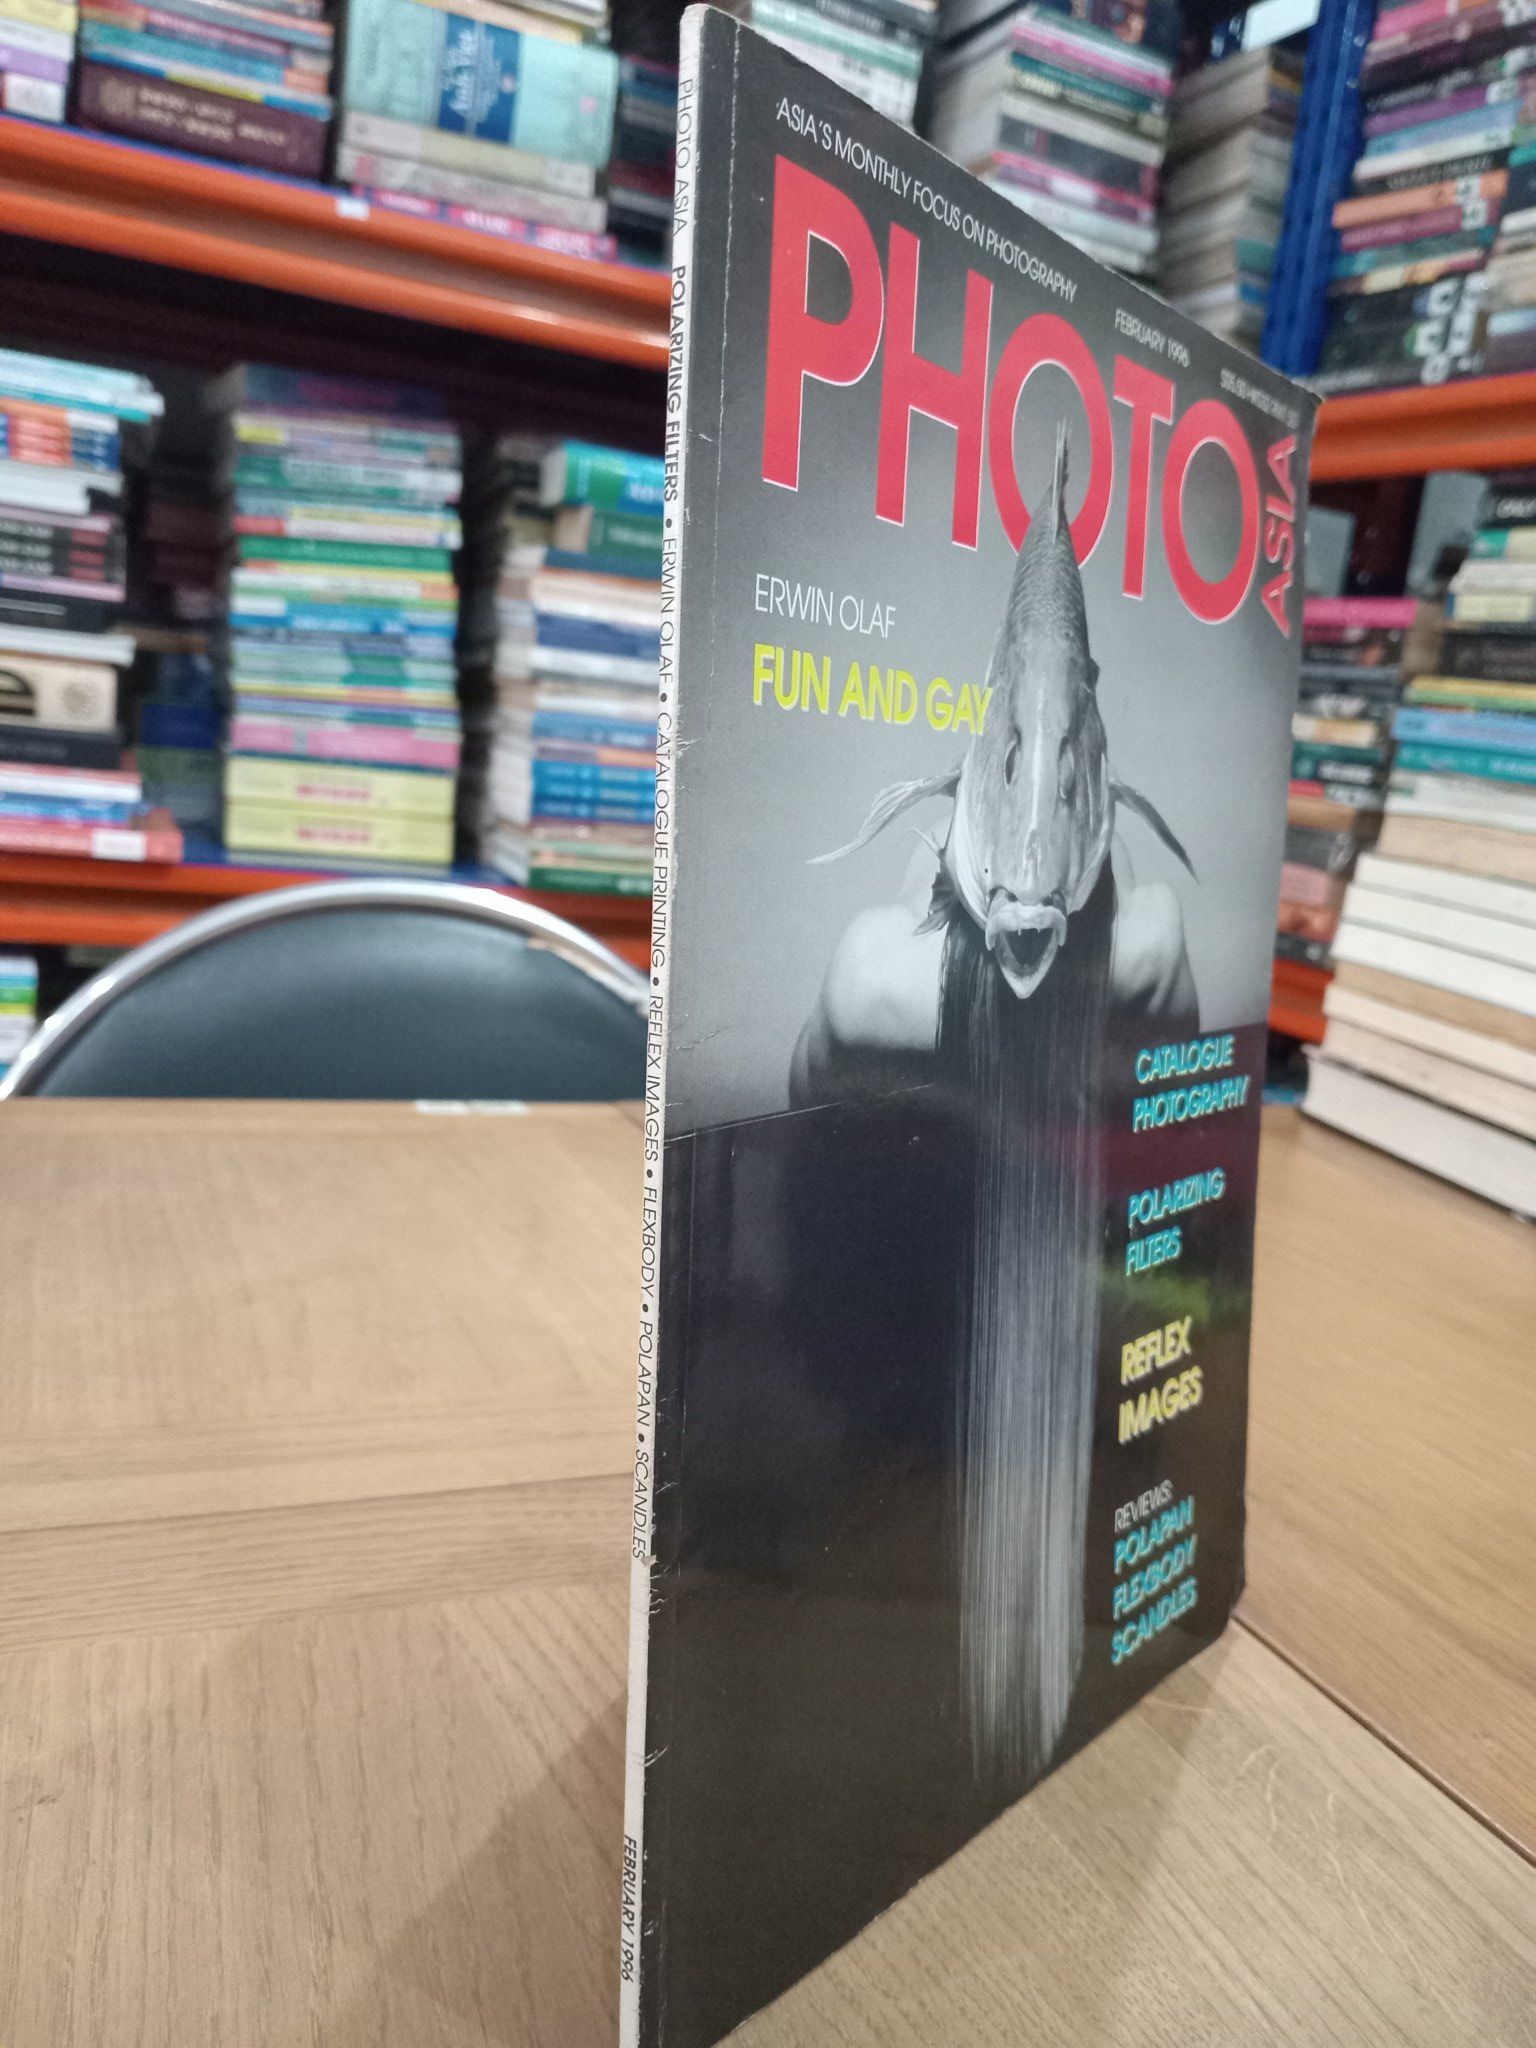 PHOTO ASIA POLARIZING FILTERS • ERWIN OLAF • CATALOGUE PRINTING • REFLEX IMAGES • FLEXBODY • POLAPAN • SCANDLES FEBRUARY 1996
ASIA'S MONTHLY FOCUS ON PHOTOGRAPHY FEBRUARY 1996
PHOTO
ASIA
ERWIN OLAF
FUN AND GAY
CATALOGUE
PHOTOGRAPHY
POLARIZING
FILTERS
REFLEX
IMAGES
REVIEWS:
POLAPAN
FLEXBODY
SCANDLES